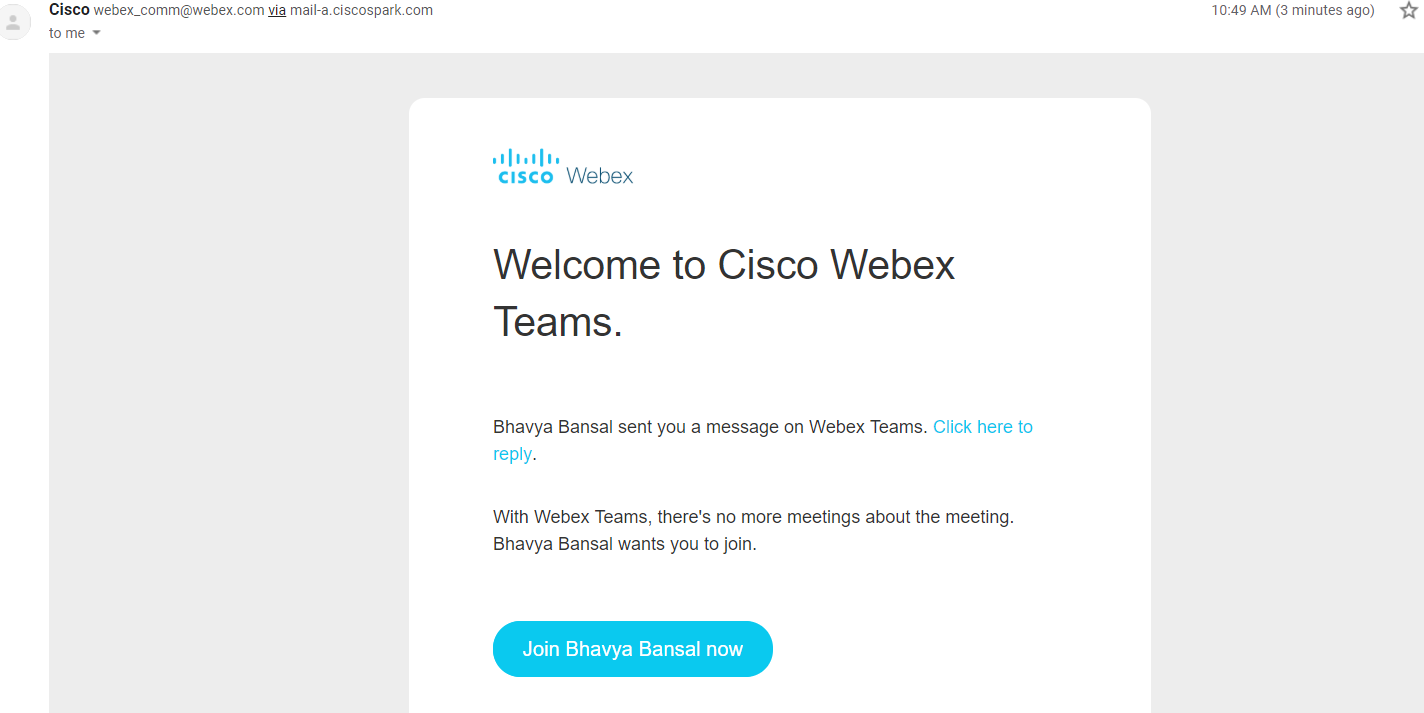 Cisco webex_comm@webex.com via mail-a.ciscospark.com 10:49 AM (3 minutes ago)
to me
CISCO Webex
Welcome to Cisco Webex
Teams.
Bhavya Bansal sent you a message on Webex Teams. Click here to
reply.
With Webex Teams, there's no more meetings about the meeting.
Bhavya Bansal wants you to join.
Join Bhavya Bansal now